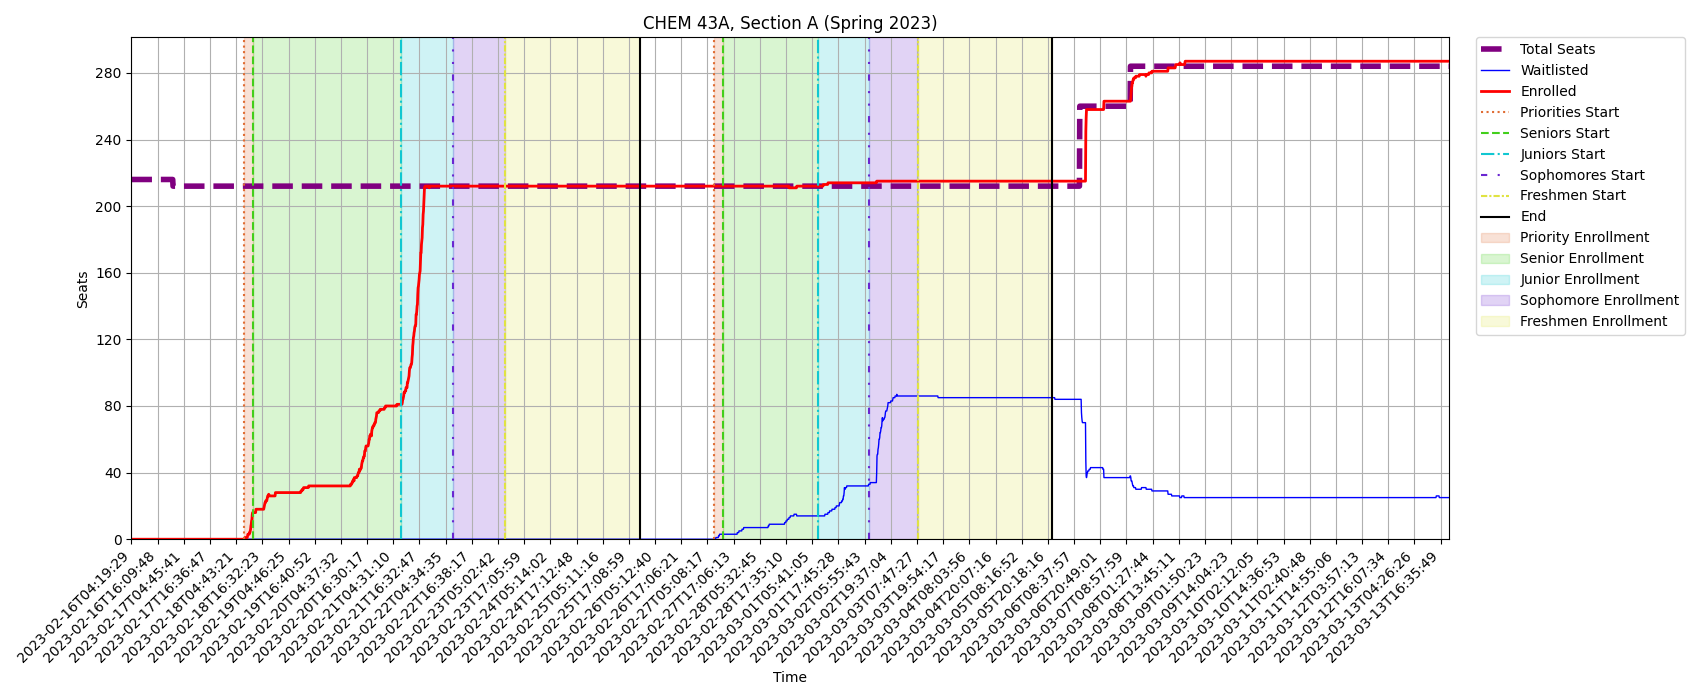 CHEM 43A, Section A (Spring 2023)
Seats
280
240
200
160
120
80
40
0
Total Seats
Waitlisted
Enrolled
Priorities Start
Seniors Start
Juniors Start
Sophomores Start
Freshmen Start
End
Priority Enrollment
Senior Enrollment
Junior Enrollment
Sophomore Enrollment
Freshmen Enrollment
2023-02-16T04:19:29
2023-02-16T16:09:48
2023-02-17T04:45:41
2023-02-17T17:36:47
2023-02-18T04:43:21
2023-02-18T16:32:23
2023-02-19T04:46:25
2023-02-19T16:40:52
2023-02-20T04:37:32
2023-02-20T16:30:17
2023-02-21T04:31:10
2023-02-21T16:32:47
2023-02-22T04:34:35
2023-02-22T16:38:17
2023-02-23T05:02:42
2023-02-23T17:05:59
2023-02-24T05:14:02
2023-02-24T17:12:48
2023-02-25T05:11:16
2023-02-25T17:08:59
2023-02-26T05:12:40
2023-02-26T17:06:21
2023-02-27T05:08:17
2023-02-27T17:06:13
2023-02-28T05:32:45
2023-02-28T17:35:10
2023-03-01T05:41:05
2023-03-01T17:45:28
2023-03-02T05:55:43
2023-03-02T19:37:04
2023-03-03T07:47:27
2023-03-03T19:54:17
2023-03-04T08:03:56
2023-03-04T20:07:16
2023-03-05T08:16:52
2023-03-05T20:18:16
2023-03-06T08:37:57
2023-03-06T20:49:01
2023-03-07T08:57:59
2023-03-08T01:27:44
2023-03-08T13:45:11
2023-03-09T01:50:23
2023-03-09T14:04:23
2023-03-10T02:12:05
2023-03-10T14:36:53
2023-03-11T02:40:48
2023-03-11T14:55:06
2023-03-12T03:57:13
2023-03-12T16:07:34
2023-03-13T04:26:26
2023-03-13T16:35:49
Time